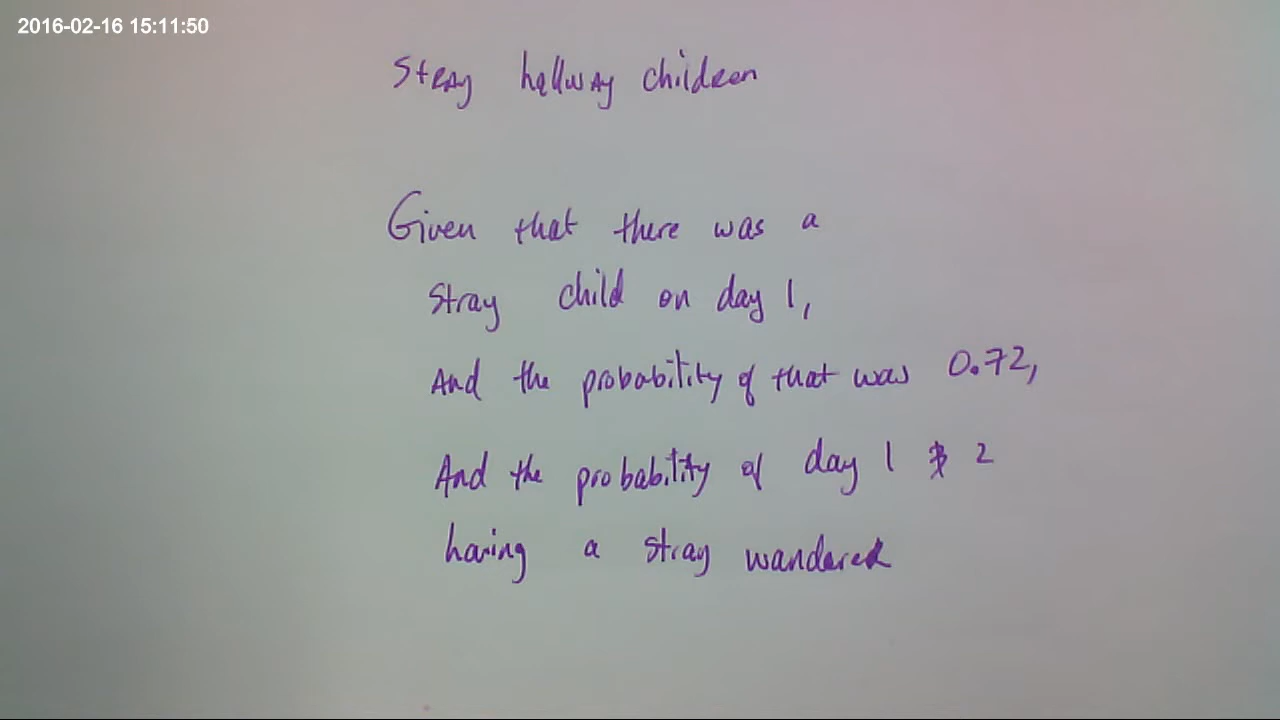 2016-02-16 15:11:50
Stray hallway children
Given that there was a
stray child on day 1,
And the probability of that was 0.72,
And the probability of day 1 & 2
having a stray wanderer